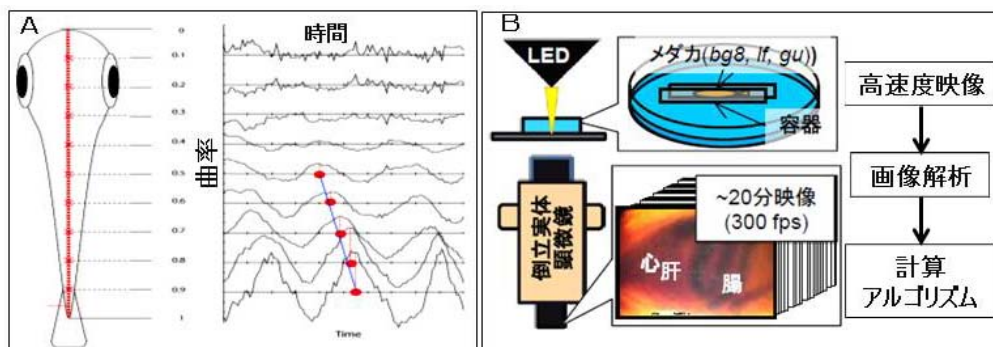 A
時間
曲率
0
0.1
0.2
0.3
0.4
0.5
0.6
0.7
0.8
0.9
1
Time
B
LED
メダカ(bg8, lf, gu))
容器
倒立実体
顕微鏡
~20分映像
(300 fps)
心
肝
腸
高速度映像
画像解析
計算
アルゴリズム